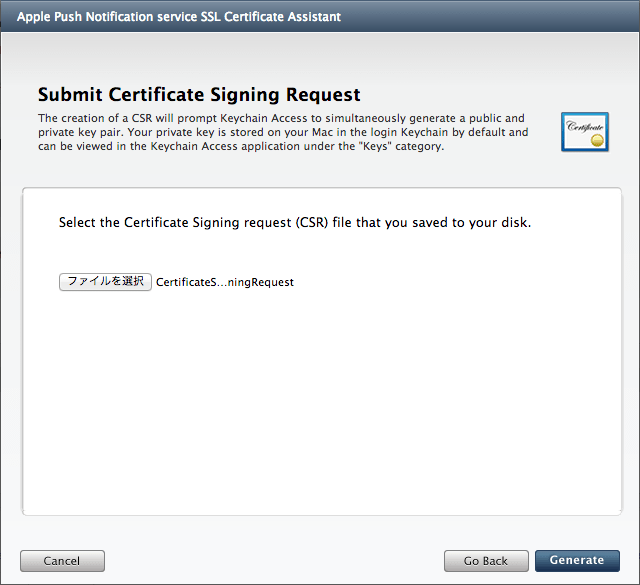 Apple Push Notification service SSL Certificate Assistant
Submit Certificate Signing Request
The creation of a CSR will prompt Keychain Access to simultaneously generate a public and
private key pair. Your private key is stored on your Mac in the login Keychain by default and
can be viewed in the Keychain Access application under the "Keys" category.
Certificate
Select the Certificate Signing request (CSR) file that you saved to your disk.
ファイルを選択 CertificateS...ningRequest
Cancel Go Back Generate